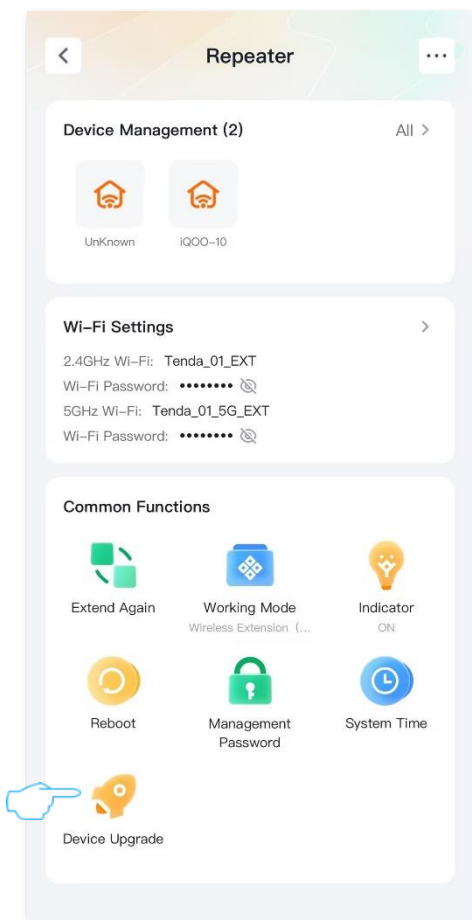 Repeater
Device Management (2)
All
UnKnown
iQOO-10
Wi-Fi Settings
2.4GHz Wi-Fi: Tenda_01_EXT
Wi-Fi Password: ••••••••
5GHz Wi-Fi: Tenda_01_5G_EXT
Wi-Fi Password: ••••••••
Common Functions
Extend Again
Working Mode
Wireless Extension (...
Indicator
ON
Reboot
Management
Password
System Time
Device Upgrade